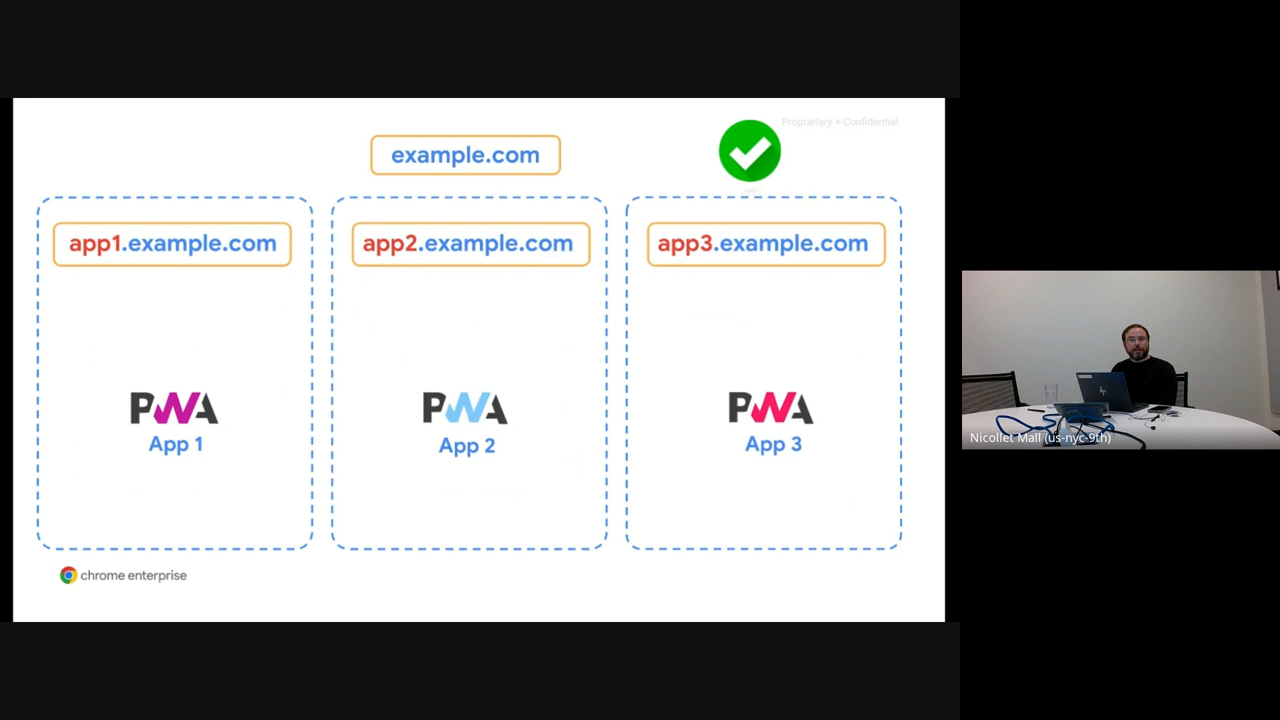 Proprietary + Confidential
example.com
app1.example.com
app2.example.com
app3.example.com
PWA
App 1
PWA
App 2
PWA
App 3
chrome enterprise
Nicollet Mall (us-nyc-9th)
hp